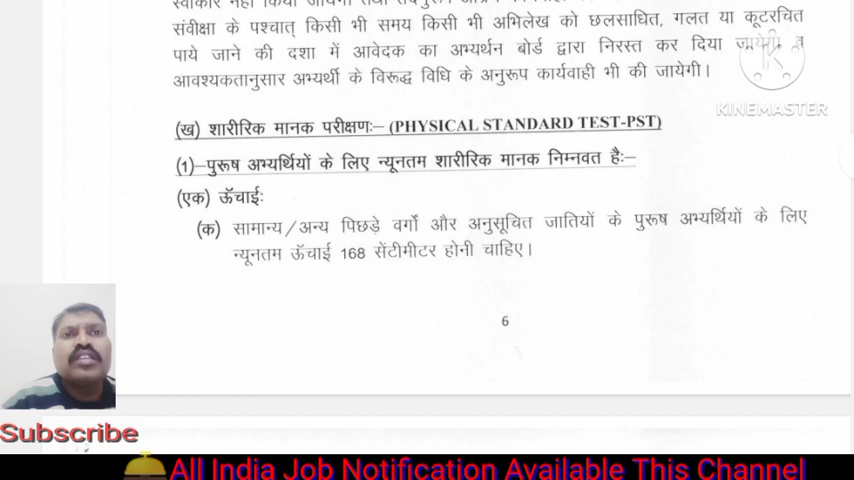 संवीक्षा के पश्चात् किसी भी समय किसी भी अभिलेख को छलसाधित, गलत या कूटरचित
पाये जाने की दशा में आवेदक का अभ्यर्थन बोर्ड द्वारा निरस्त कर दिया जायेगा व
आवश्यकतानुसार अभ्यर्थी के विरूद्ध विधि के अनुरूप कार्यवाही भी की जायेगी।
KINEMASTER
(ख) शारीरिक मानक परीक्षणः– (PHYSICAL STANDARD TEST-PST)
(1)–पुरूष अभ्यर्थियों के लिए न्यूनतम शारीरिक मानक निम्नवत हैः–
(एक) ऊँचाईः
(क) सामान्य/अन्य पिछड़े वर्गों और अनुसूचित जातियों के पुरूष अभ्यर्थियों के लिए
न्यूनतम ऊँचाई 168 सेंटीमीटर होनी चाहिए।
6
Subscribe
All India Job Notification Available This Channel